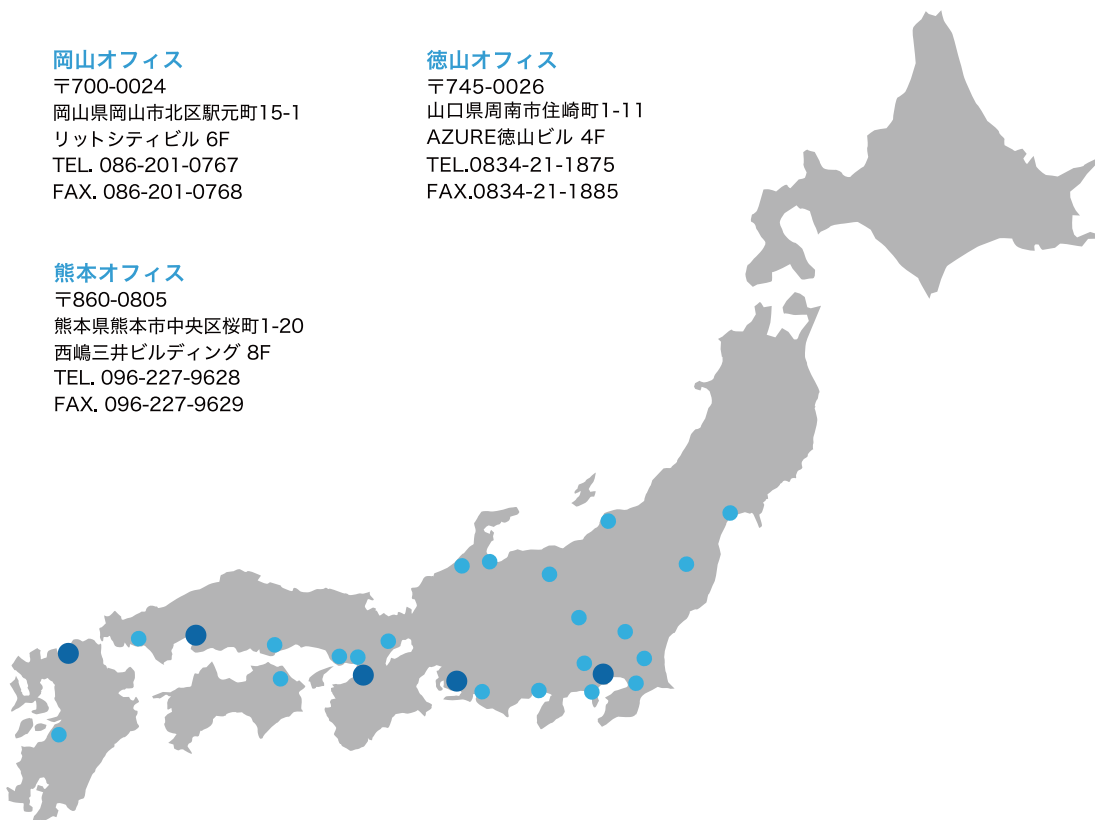 岡山オフィス
〒700-0024
岡山県岡山市北区駅元町15-1
リットシティビル 6F
TEL. 086-201-0767
FAX. 086-201-0768
徳山オフィス
〒745-0026
山口県周南市住崎町1-11
AZURE徳山ビル 4F
TEL.0834-21-1875
FAX.0834-21-1885
熊本オフィス
〒860-0805
熊本県熊本市中央区桜町1-20
西嶋三井ビルディング 8F
TEL. 096-227-9628
FAX. 096-227-9629